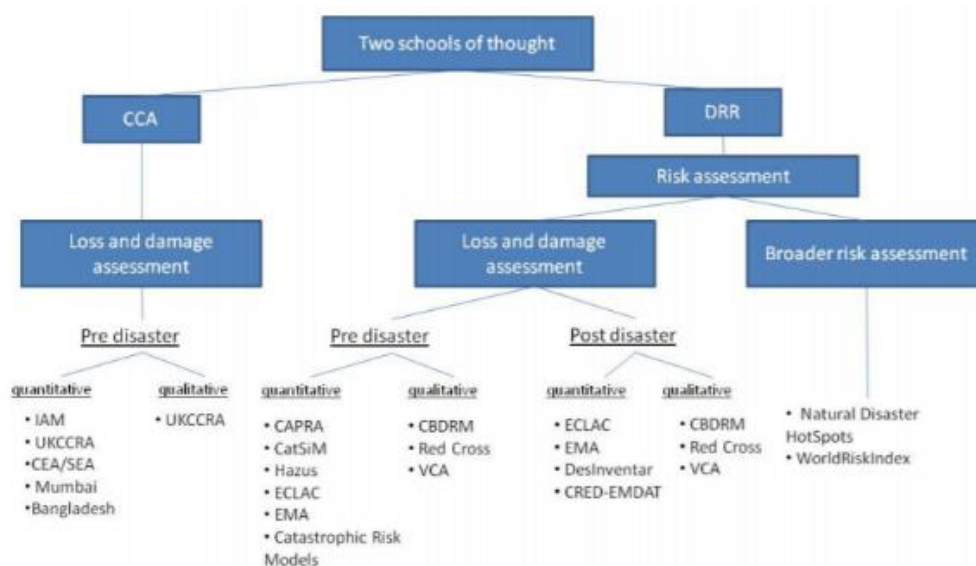 Two schools of thought
CCA
DRR
Risk assessment
Loss and damage
assessment
Loss and damage
assessment
Broader risk assessment
Pre disaster
Pre disaster
Post disaster
quantitative
qualitative
quantitative
qualitative
quantitative
qualitative
• IAM
• UKCCRA
•CEA/SEA
• Mumbai
•Bangladesh
• UKCCRA
• CAPRA
• CatSiM
• Hazus
• ECLAC
• EMA
• Catastrophic Risk
Models
• CBDRM
• Red Cross
• VCA
• ECLAC
• EMA
• DesInventar
• CRED-EMDAT
• CBDRM
• Red Cross
• VCA
• Natural Disaster
HotSpots
• WorldRiskIndex